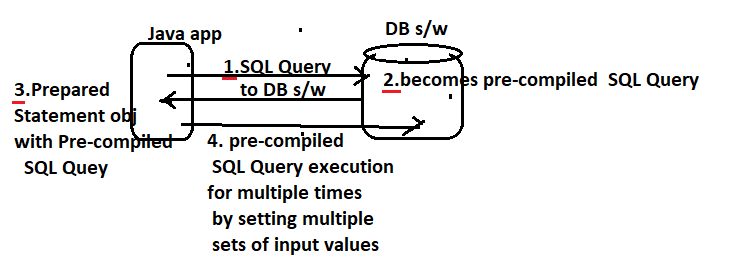 Java app
DB s/w
1.SQL Query
to DB s/w
2.becomes pre-compiled SQL Query
3.Prepared
Statement obj
with Pre-compiled
SQL Quey
4. pre-compiled
SQL Query execution
for multiple times
by setting multiple
sets of input values